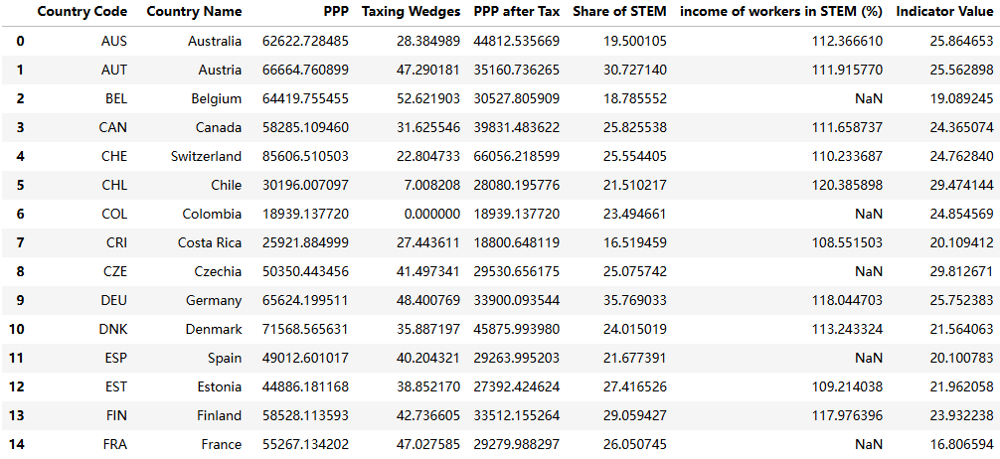 Country Code Country Name PPP Taxing Wedges PPP after Tax Share of STEM income of workers in STEM (%) Indicator Value
0 AUS Australia 62622.728485 28.384989 44812.535669 19.500105 112.366610 25.864653
1 AUT Austria 66664.760899 47.290181 35160.736265 30.727140 111.915770 25.562898
2 BEL Belgium 64419.755455 52.621903 30527.805909 18.785552 NaN 19.089245
3 CAN Canada 58285.109460 31.625546 39831.483622 25.825538 111.658737 24.365074
4 CHE Switzerland 85606.510503 22.804733 66056.218599 25.554405 110.233687 24.762840
5 CHL Chile 30196.007097 7.008208 28080.195776 21.510217 120.385898 29.474144
6 COL Colombia 18939.137720 0.000000 18939.137720 23.494661 NaN 24.854569
7 CRI Costa Rica 25921.884999 27.443611 18800.648119 16.519459 108.551503 20.109412
8 CZE Czechia 50350.443456 41.497341 29530.656175 25.075742 NaN 29.812671
9 DEU Germany 65624.199511 48.400769 33900.093544 35.769033 118.044703 25.752383
10 DNK Denmark 71568.565631 35.887197 45875.993980 24.015019 113.243324 21.564063
11 ESP Spain 49012.601017 40.204321 29263.995203 21.677391 NaN 20.100783
12 EST Estonia 44886.181168 38.852170 27392.424624 27.416526 109.214038 21.962058
13 FIN Finland 58528.113593 42.736605 33512.155264 29.059427 117.976396 23.932238
14 FRA France 55267.134202 47.027585 29279.988297 26.050745 NaN 16.806594